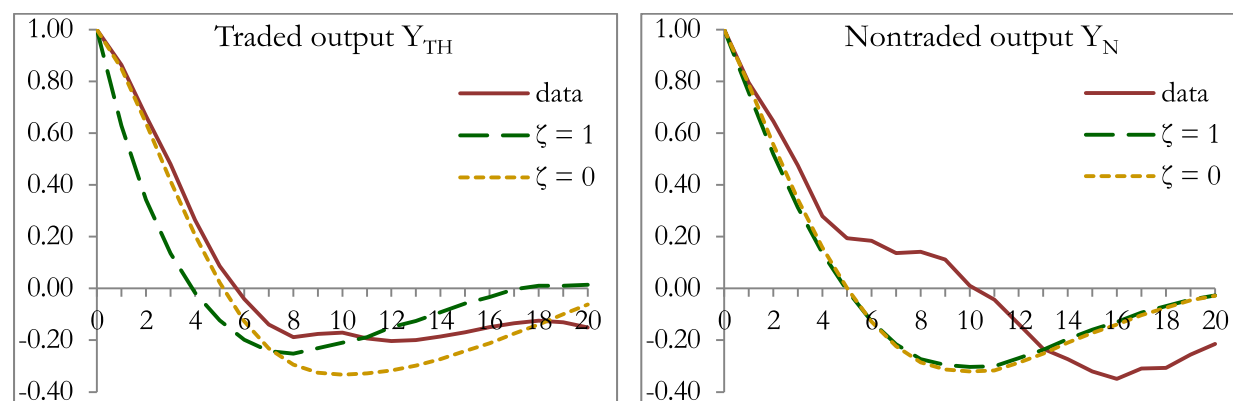 Traded output Y_TH
1.00
0.80
0.60
0.40
0.20
0.00
-0.20
-0.40
data
ζ = 1
ζ = 0
0 2 4 6 8 10 12 14 16 18 20
Nontraded output Y_N
1.00
0.80
0.60
0.40
0.20
0.00
-0.20
-0.40
data
ζ = 1
ζ = 0
0 2 4 6 8 10 12 14 16 18 20